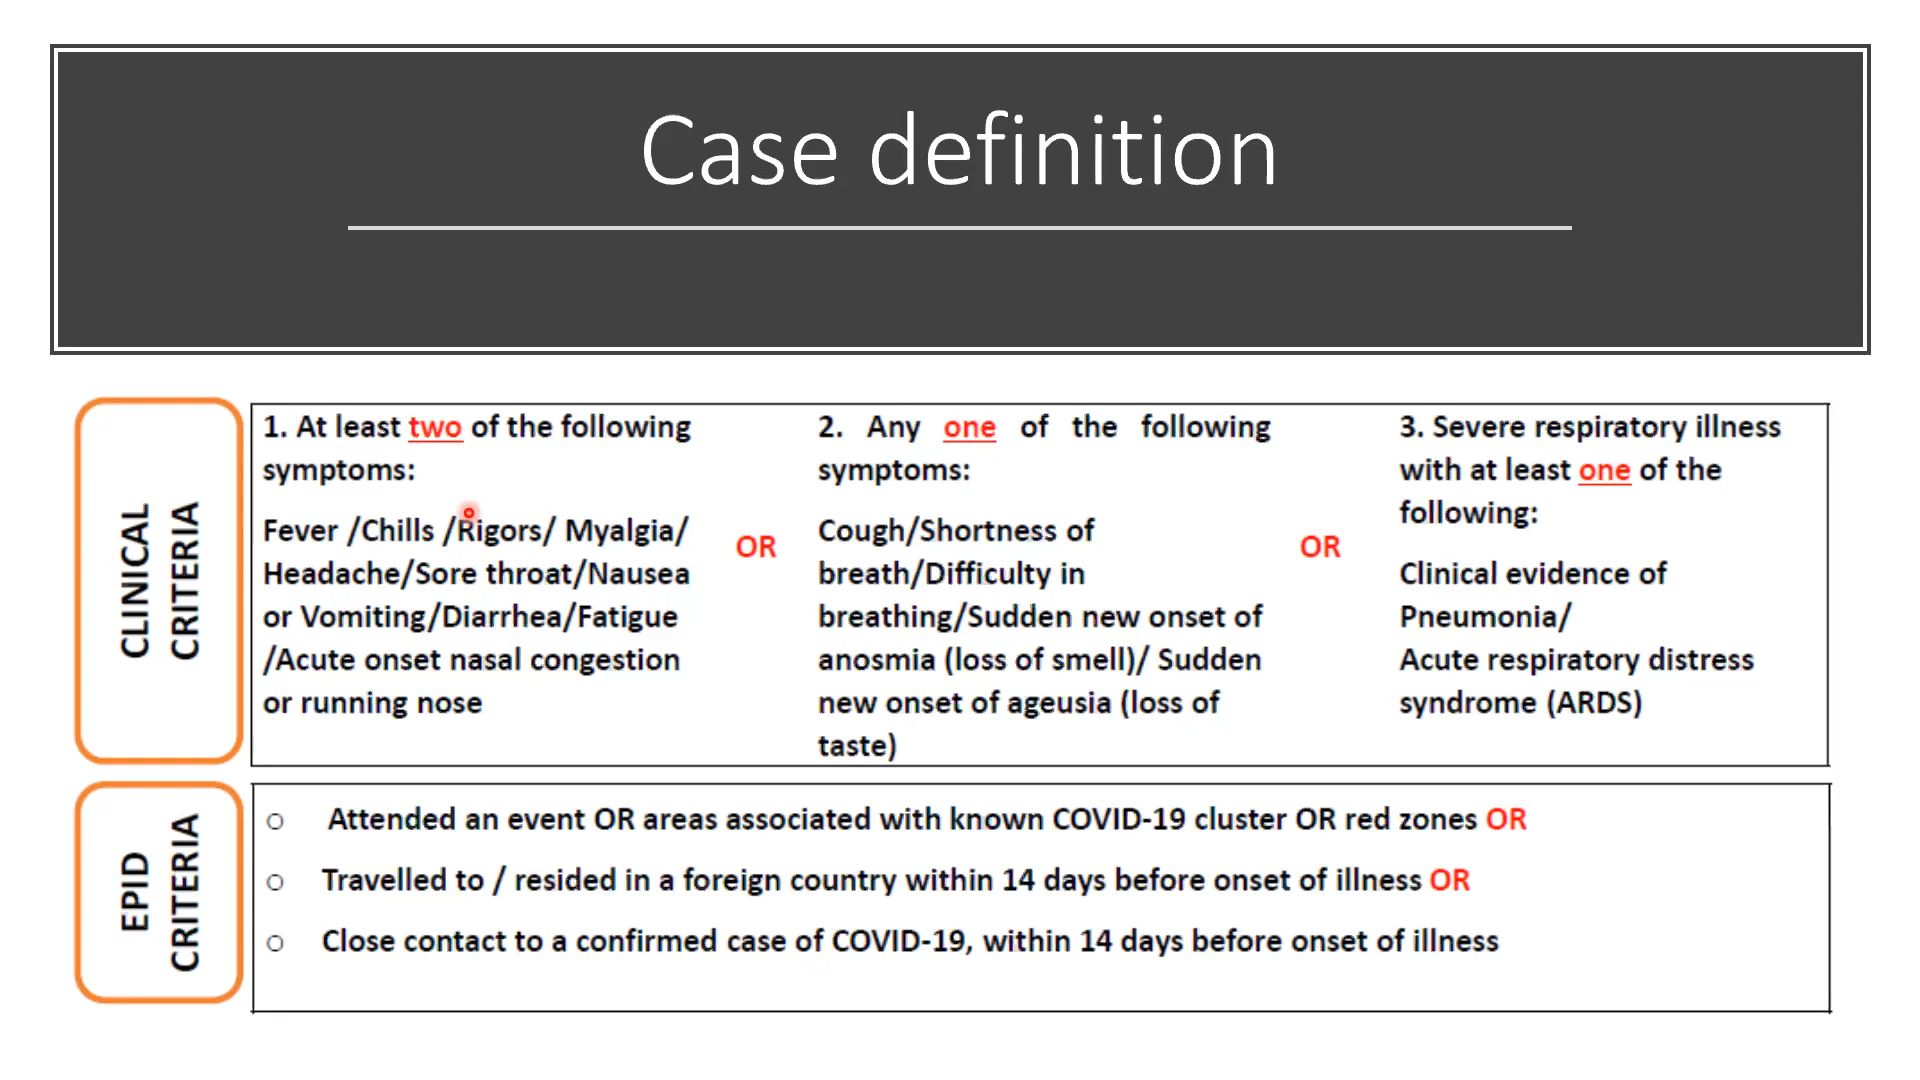 Case definition
CLINICAL
CRITERIA
1. At least two of the following
symptoms:
Fever /Chills /Rigors/ Myalgia/
Headache/Sore throat/Nausea
or Vomiting/Diarrhea/Fatigue
/Acute onset nasal congestion
or running nose
OR
2. Any one of the following
symptoms:
Cough/Shortness of
breath/Difficulty in
breathing/Sudden new onset of
anosmia (loss of smell)/ Sudden
new onset of ageusia (loss of
taste)
OR
3. Severe respiratory illness
with at least one of the
following:
Clinical evidence of
Pneumonia/
Acute respiratory distress
syndrome (ARDS)
EPID
CRITERIA
Attended an event OR areas associated with known COVID-19 cluster OR red zones OR
Travelled to / resided in a foreign country within 14 days before onset of illness OR
Close contact to a confirmed case of COVID-19, within 14 days before onset of illness